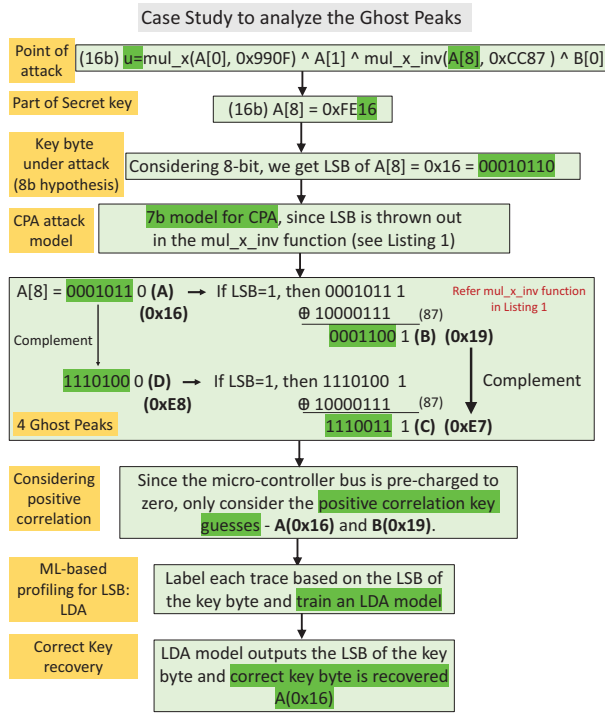 Case Study to analyze the Ghost Peaks
Point of
attack
(16b) u=mul_x(A[0], 0x990F) ^ A[1] ^ mul_x_inv(A[8], 0xCC87 ) ^ B[0]
Part of Secret key
(16b) A[8] = 0xFE16
Key byte
under attack
(8b hypothesis)
Considering 8-bit, we get LSB of A[8] = 0x16 = 00010110
CPA attack
model
7b model for CPA, since LSB is thrown out
in the mul_x_inv function (see Listing 1)
A[8] = 0001011 0 (A)
(0x16)
If LSB=1, then 0001011 1
⊕ 10000111 (87)
0001100 1 (B) (0x19)
Refer mul_x_inv function
in Listing 1
Complement
1110100 0 (D)
(0xE8)
If LSB=1, then 1110100 1
⊕ 10000111 (87)
1110011 1 (C) (0xE7)
Complement
4 Ghost Peaks
Considering
positive
correlation
Since the micro-controller bus is pre-charged to
zero, only consider the positive correlation key
guesses - A(0x16) and B(0x19).
ML-based
profiling for LSB:
LDA
Label each trace based on the LSB of
the key byte and train an LDA model
Correct Key
recovery
LDA model outputs the LSB of the key
byte and correct key byte is recovered
A(0x16)